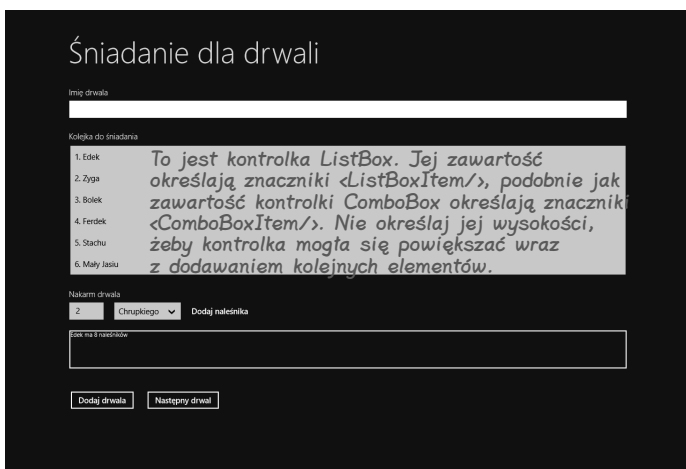 Śniadanie dla drwali
Imię drwala
Kolejka do śniadania
1. Edek
2. Zyga
3. Bolek
4. Ferdek
5. Stachu
6. Mały Jasiu
To jest kontrolka ListBox. Jej zawartość
określają znaczniki <ListBoxItem/>, podobnie jak
zawartość kontrolki ComboBox określają znaczniki
<ComboBoxItem/>. Nie określaj jej wysokości,
żeby kontrolka mogła się powiększać wraz
z dodawaniem kolejnych elementów.
Nakarm drwala
2 Chrupkiego Dodaj naleśnika
Edek ma 8 naleśników
Dodaj drwala Następny drwal